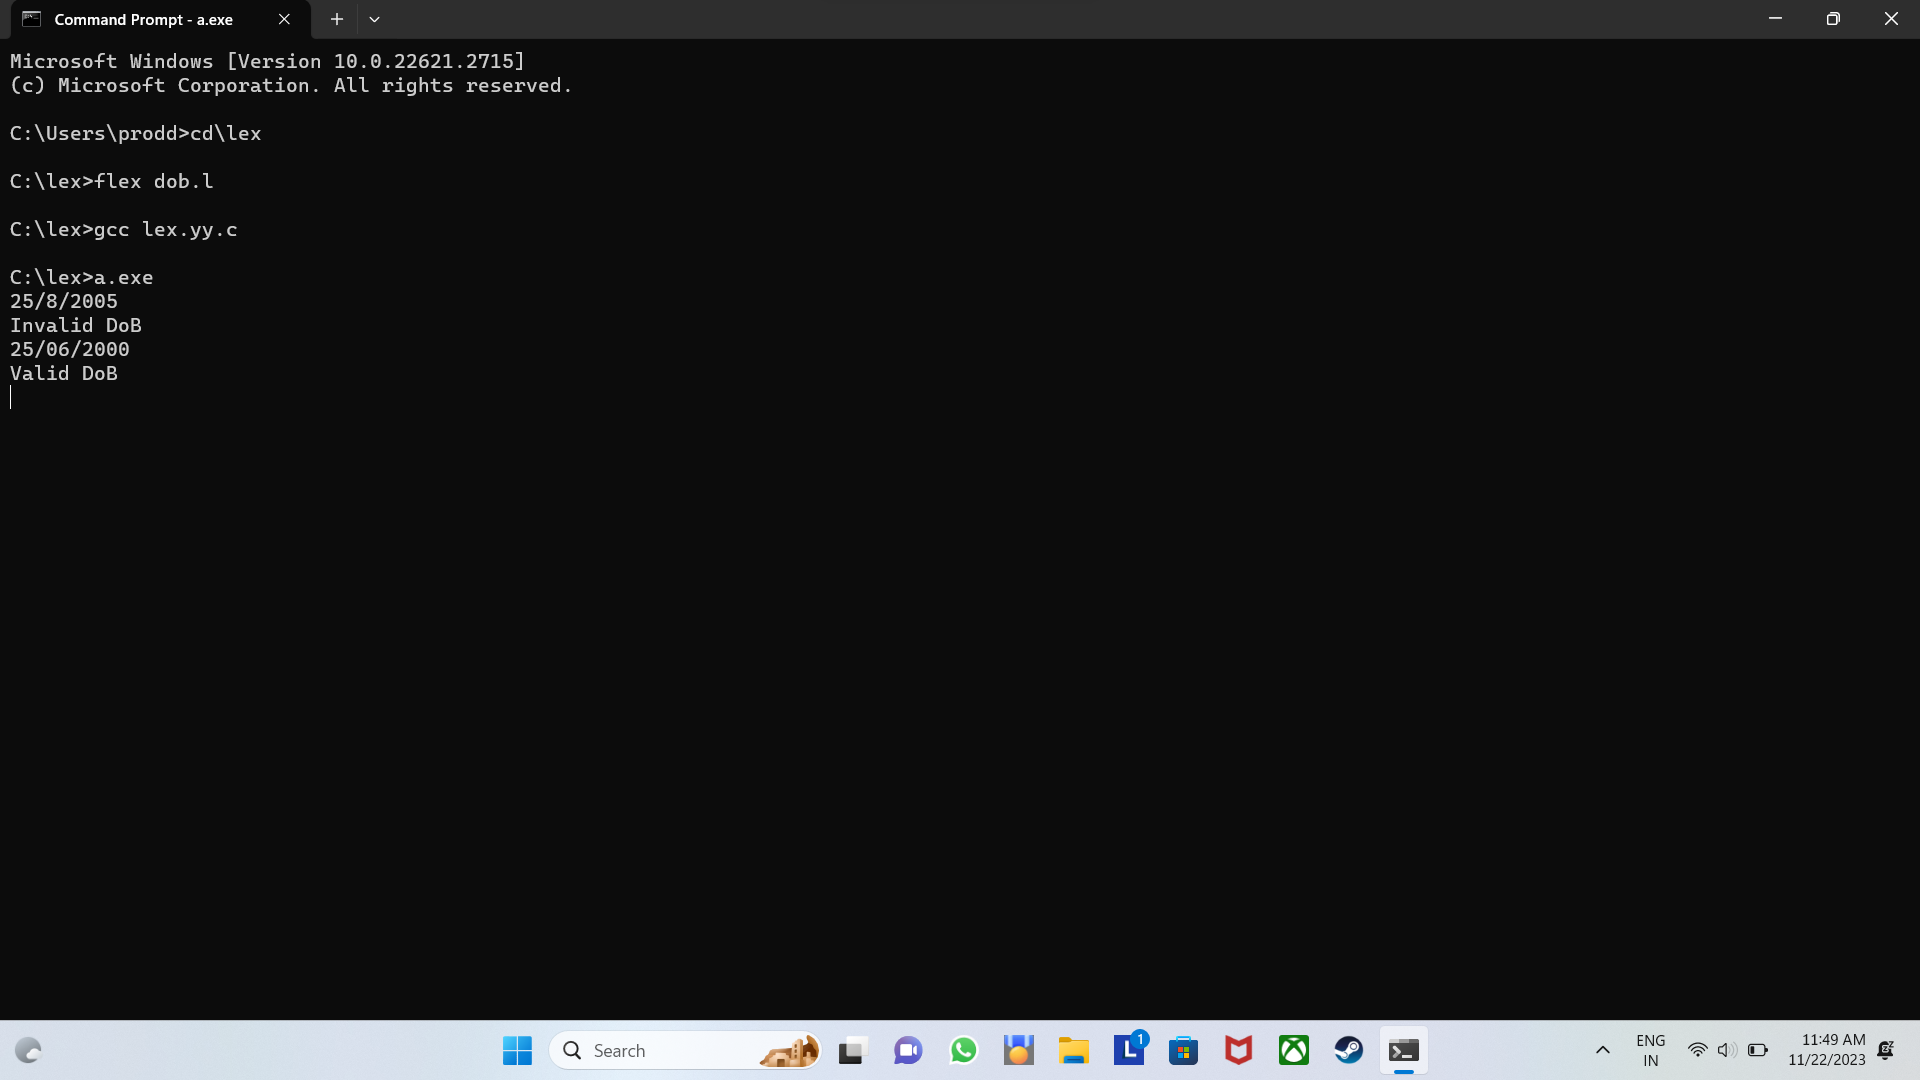 Command Prompt - a.exe
Microsoft Windows [Version 10.0.22621.2715]
(c) Microsoft Corporation. All rights reserved.
C:\Users\prodd>cd\lex
C:\lex>flex dob.l
C:\lex>gcc lex.yy.c
C:\lex>a.exe
25/8/2005
Invalid DoB
25/06/2000
Valid DoB
Search
L
1
ENG
IN
11:49 AM
11/22/2023